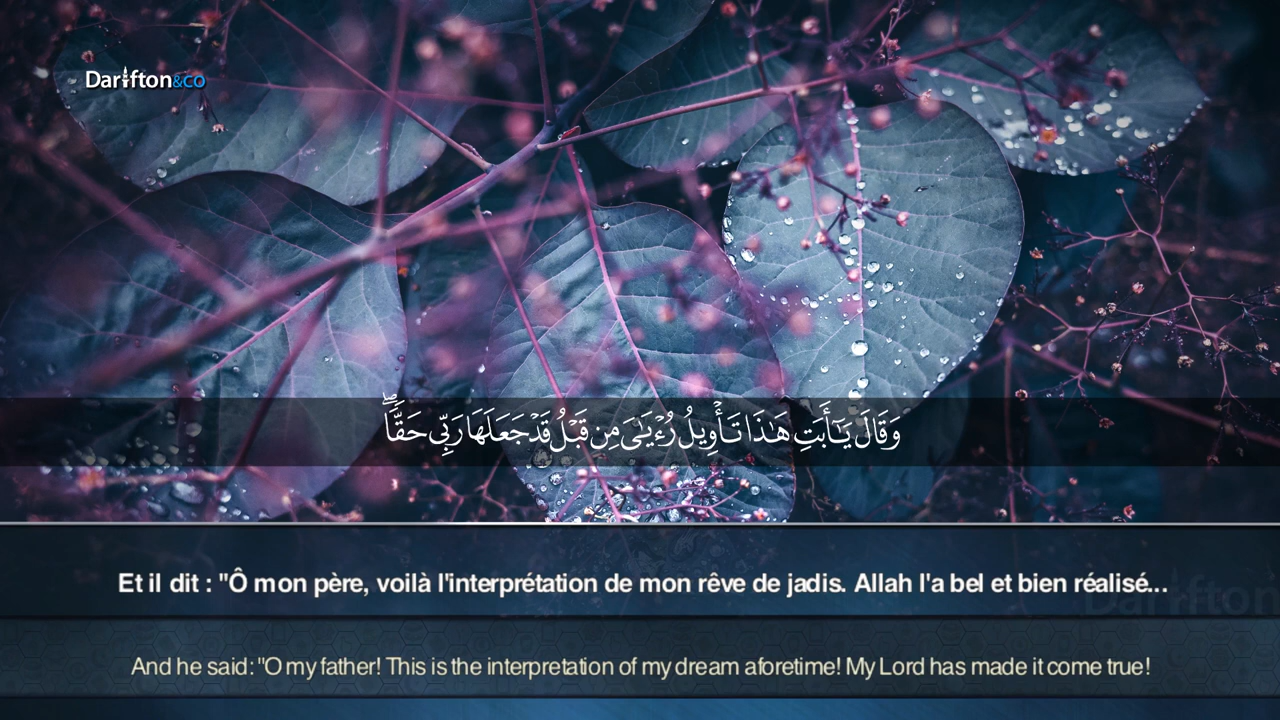 Darifton&co
وَقَالَ يَـٰٓأَبَتِ هَـٰذَا تَأْوِيلُ رُءْيَـٰىَ مِن قَبْلُ قَدْ جَعَلَهَا رَبِّى حَقًّا ۖ
Et il dit : "Ô mon père, voilà l'interprétation de mon rêve de jadis. Allah l'a bel et bien réalisé...
Darifton
And he said: "O my father! This is the interpretation of my dream aforetime! My Lord has made it come true!